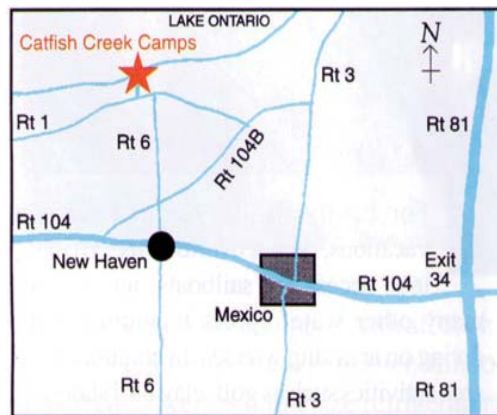 LAKE ONTARIO
Catfish Creek Camps
N
Rt 3
Rt 1
Rt 6
Rt 104B
Rt 81
Rt 104
New Haven
Exit
34
Rt 104
Mexico
Rt 6
Rt 3
Rt 81